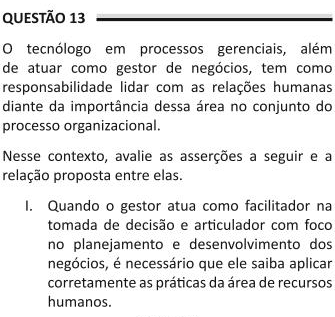 QUESTÃO 13
O tecnólogo em processos gerenciais, além
de atuar como gestor de negócios, tem como
responsabilidade lidar com as relações humanas
diante da importância dessa área no conjunto do
processo organizacional.
Nesse contexto, avalie as asserções a seguir e a
relação proposta entre elas.
I. Quando o gestor atua como facilitador na
tomada de decisão e articulador com foco
no planejamento e desenvolvimento dos
negócios, é necessário que ele saiba aplicar
corretamente as práticas da área de recursos
humanos.